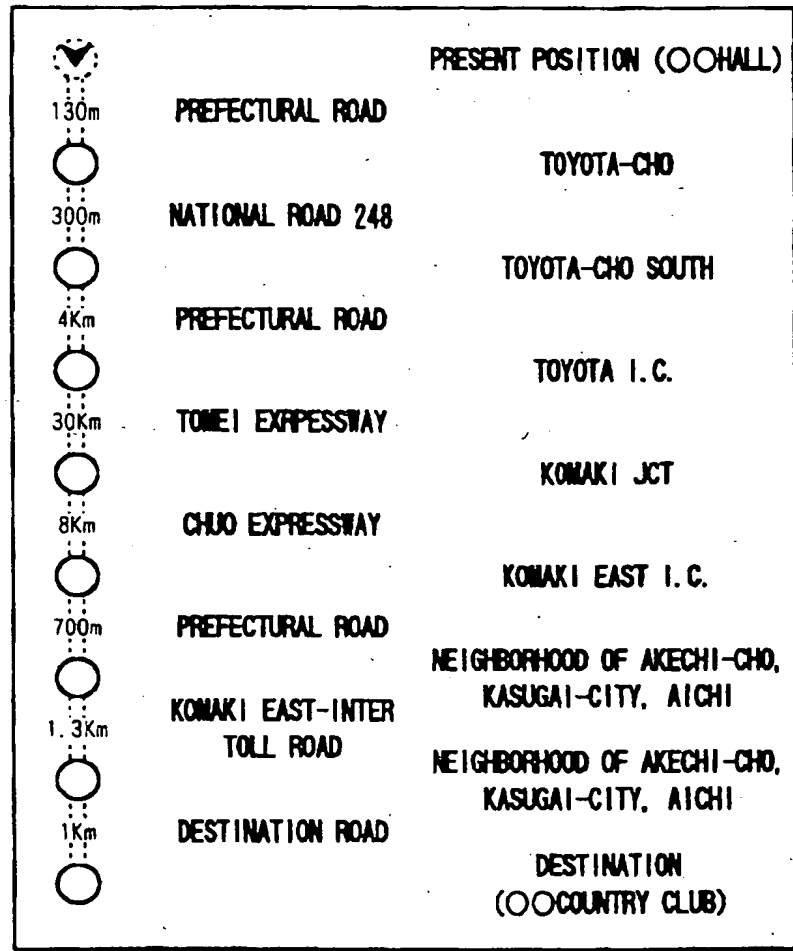 PRESENT POSITION (○○HALL)
130m PREFECTURAL ROAD
TOYOTA-CHO
300m NATIONAL ROAD 248
TOYOTA-CHO SOUTH
4Km PREFECTURAL ROAD
TOYOTA I.C.
30Km TOMEI EXRPESSWAY
KOMAKI JCT
8Km CHUO EXPRESSWAY
KOMAKI EAST I.C.
700m PREFECTURAL ROAD
NEIGHBORHOOD OF AKECHI-CHO,
KASUGAI-CITY, AICHI
1.3Km KOMAKI EAST-INTER
TOLL ROAD
NEIGHBORHOOD OF AKECHI-CHO,
KASUGAI-CITY, AICHI
1Km DESTINATION ROAD
DESTINATION
(○○COUNTRY CLUB)